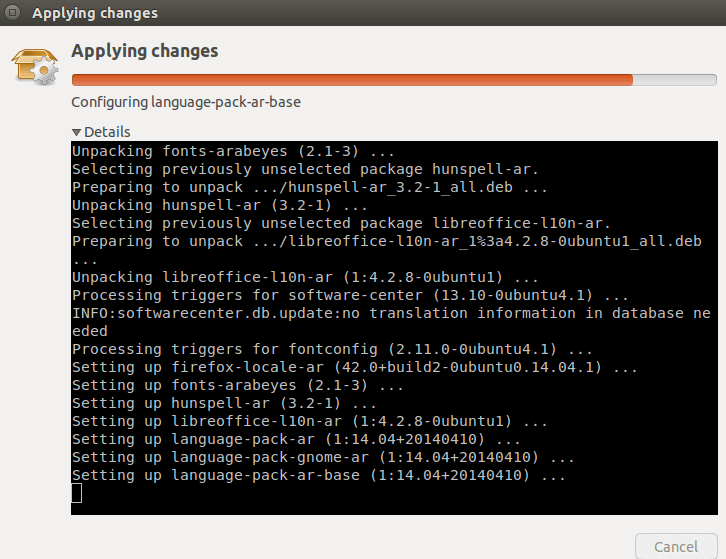 Applying changes
Applying changes
Configuring language-pack-ar-base
Details
Unpacking fonts-arabeyes (2.1-3) ...
Selecting previously unselected package hunspell-ar.
Preparing to unpack .../hunspell-ar_3.2-1_all.deb ...
Unpacking hunspell-ar (3.2-1) ...
Selecting previously unselected package libreoffice-l10n-ar.
Preparing to unpack .../libreoffice-l10n-ar_1%3a4.2.8-0ubuntu1_all.deb
...
Unpacking libreoffice-l10n-ar (1:4.2.8-0ubuntu1) ...
Processing triggers for software-center (13.10-0ubuntu4.1) ...
INFO:softwarecenter.db.update:no translation information in database ne
eded
Processing triggers for fontconfig (2.11.0-0ubuntu4.1) ...
Setting up firefox-locale-ar (42.0+build2-0ubuntu0.14.04.1) ...
Setting up fonts-arabeyes (2.1-3) ...
Setting up hunspell-ar (3.2-1) ...
Setting up libreoffice-l10n-ar (1:4.2.8-0ubuntu1) ...
Setting up language-pack-ar (1:14.04+20140410) ...
Setting up language-pack-gnome-ar (1:14.04+20140410) ...
Setting up language-pack-ar-base (1:14.04+20140410) ...
Cancel